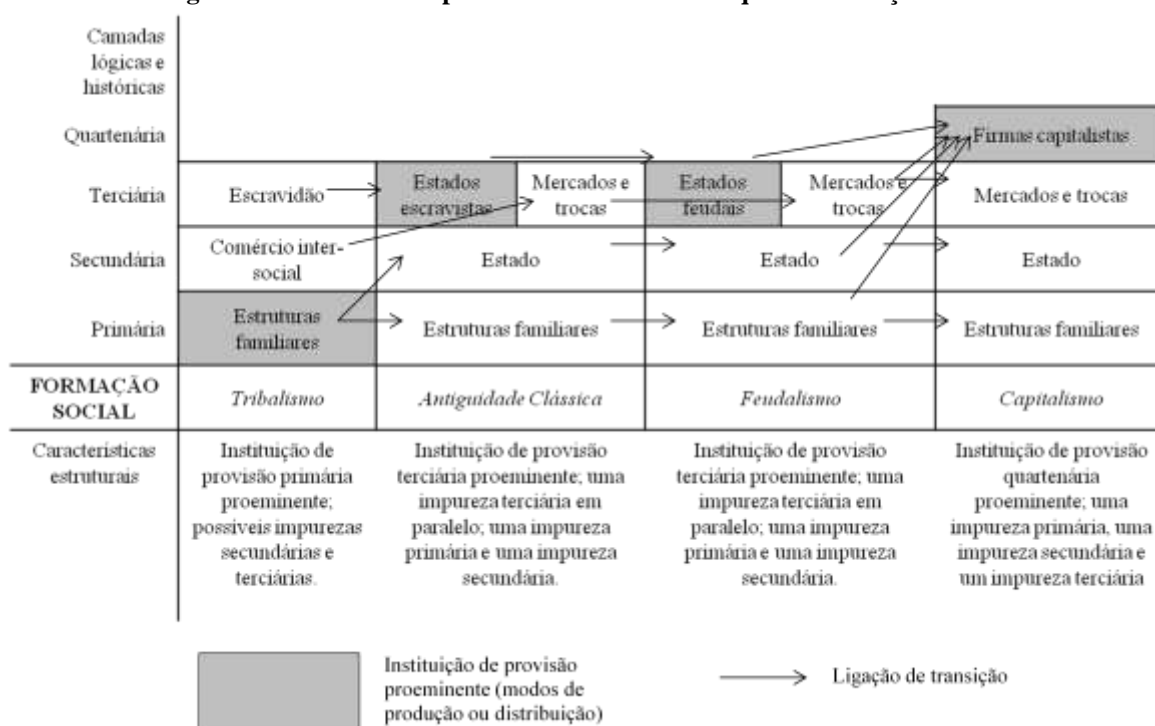 Camadas
lógicas e
históricas
Quartenária
Firmas capitalistas
Terciária
Escravidão
Estados
escravistas
Mercados e
trocas
Estados
feudais
Mercados e
trocas
Mercados e trocas
Secundária
Comércio inter-
social
Estado
Estado
Estado
Primária
Estruturas
familiares
Estruturas familiares
Estruturas familiares
Estruturas familiares
FORMAÇÃO
SOCIAL
Tribalismo
Antiguidade Clássica
Feudalismo
Capitalismo
Características
estruturais
Instituição de
provisão primária
proeminente;
possíveis impurezas
secundárias e
terciárias.
Instituição de provisão
terciária proeminente; uma
impureza terciária em
paralelo; uma impureza
primária e uma impureza
secundária.
Instituição de provisão
terciária proeminente; uma
impureza terciária em
paralelo; uma impureza
primária e uma impureza
secundária.
Instituição de provisão
quartenária
proeminente; uma
impureza primária, uma
impureza secundária e
um impureza terciária
Instituição de provisão
proeminente (modos de
produção ou distribuição)
Ligação de transição